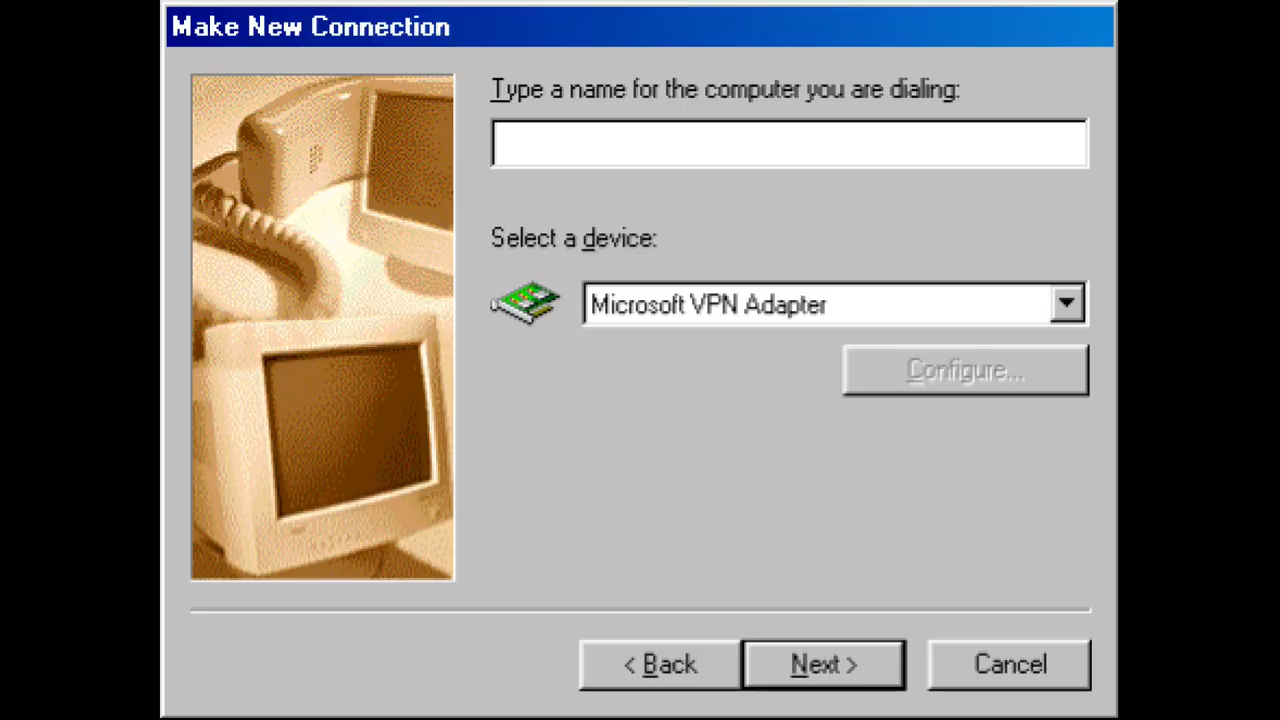 Make New Connection
Type a name for the computer you are dialing:
Select a device:
Microsoft VPN Adapter
Configure...
< Back
Next >
Cancel